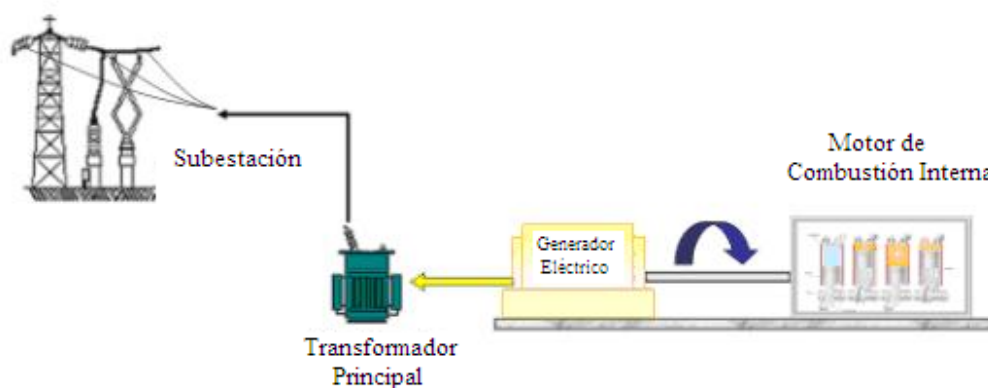 Subestación
Motor de
Combustión Interna
Generador
Eléctrico
Transformador
Principal